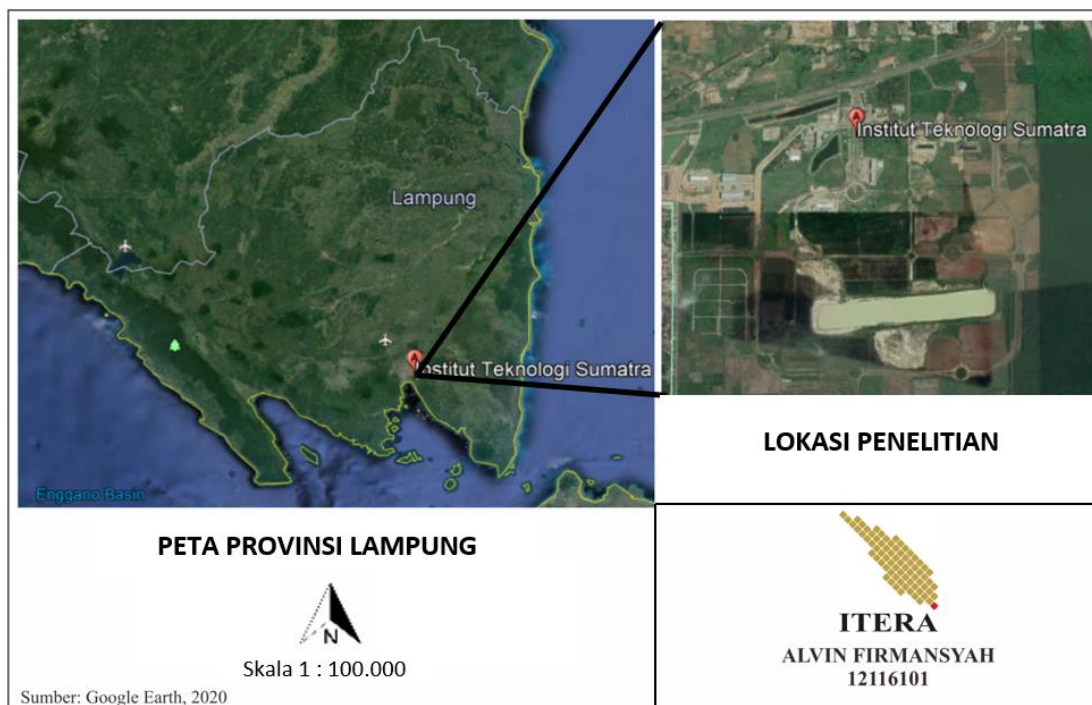 Lampung
A
Institut Teknologi Sumatra
Enggano Basin
A
Institut Teknologi Sumatra
LOKASI PENELITIAN
PETA PROVINSI LAMPUNG
N
Skala 1 : 100.000
Sumber: Google Earth, 2020
ITERA
ALVIN FIRMANSYAH
12116101